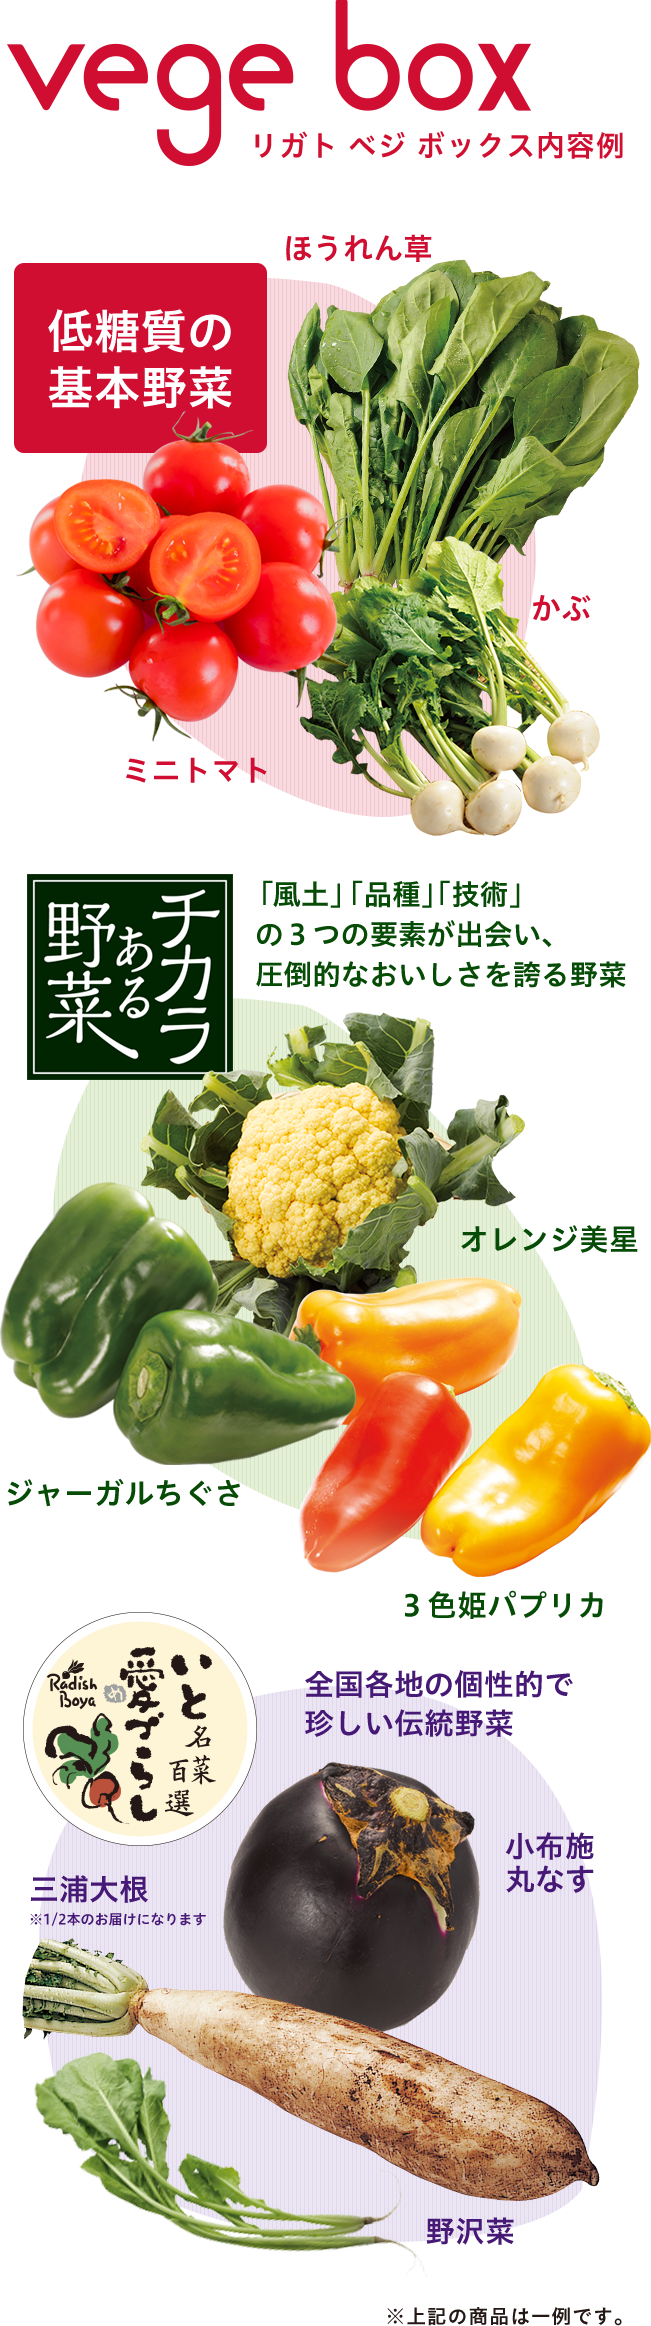 vege box
リガト ベジ ボックス内容例
ほうれん草
低糖質の
基本野菜
かぶ
ミニトマト
チカラ
ある
野菜
「風土」「品種」「技術」
の3つの要素が出会い、
圧倒的なおいしさを誇る野菜
オレンジ美星
ジャーガルちぐさ
3色姫パプリカ
いと
愛づらし
め
名菜
百選
Radish
Boya
全国各地の個性的で
珍しい伝統野菜
小布施
丸なす
三浦大根
※1/2本のお届けになります
野沢菜
※上記の商品は一例です。